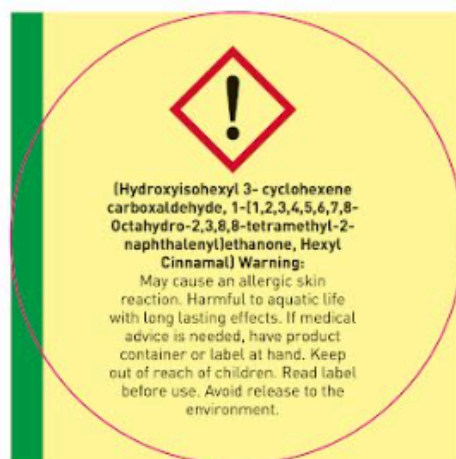 (Hydroxyisohexyl 3- cyclohexene
carboxaldehyde, 1-(1,2,3,4,5,6,7,8-
Octahydro-2,3,8,8-tetramethyl-2-
naphthalenyl)ethanone, Hexyl
Cinnamal) Warning:
May cause an allergic skin
reaction. Harmful to aquatic life
with long lasting effects. If medical
advice is needed, have product
container or label at hand. Keep
out of reach of children. Read label
before use. Avoid release to the
environment.